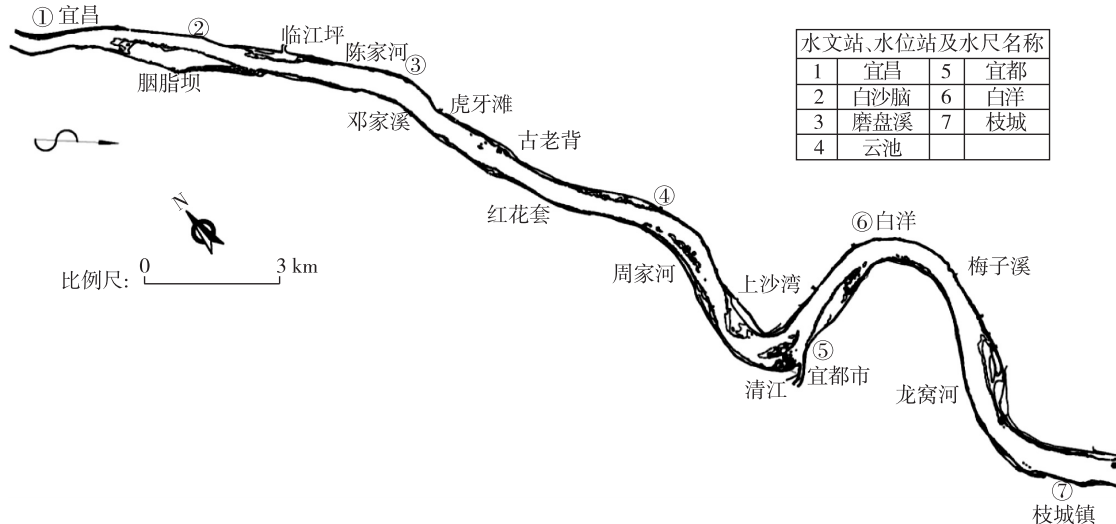 ① 宜昌
②
临江坪
陈家河
③
胭脂坝
邓家溪
虎牙滩
古老背
红花套
④
周家河
上沙湾
⑥ 白洋
梅子溪
⑤
清江
宜都市
龙窝河
⑦
枝城镇
N
比例尺: 0 3 km
水文站、水位站及水尺名称
1 宜昌 5 宜都
2 白沙脑 6 白洋
3 磨盘溪 7 枝城
4 云池